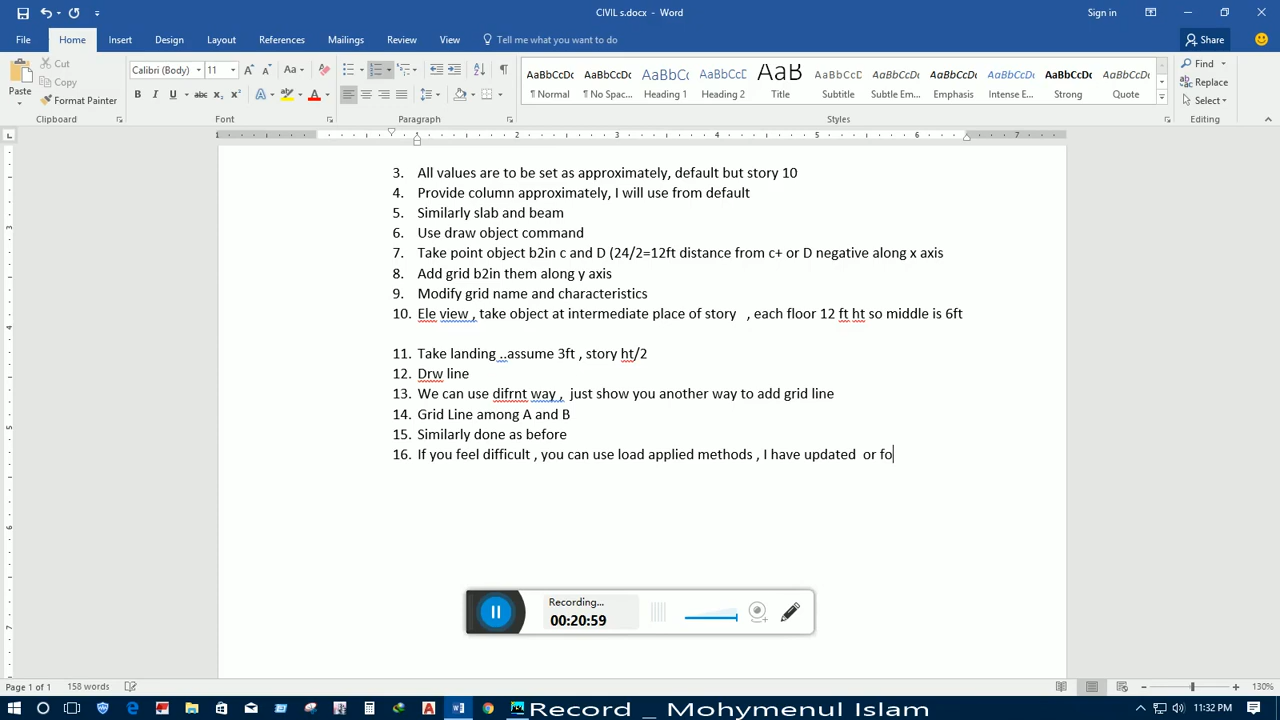 CIVIL s.docx - Word
Sign in
File Home Insert Design Layout References Mailings Review View Tell me what you want to do Share
Cut
Copy
Format Painter
Paste
Calibri (Body) 11
Find
Replace
Select
AaBbCcDc AaBbCcDc AaBbCc AaBbCcC AaB AaBbCcD AaBbCcDc AaBbCcDc AaBbCcDc AaBbCcDc AaBbCcDc
¶ Normal ¶ No Spac... Heading 1 Heading 2 Title Subtitle Subtle Em... Emphasis Intense E... Strong Quote
Clipboard Font Paragraph Styles Editing
1 2 3 4 5 6 7
3. All values are to be set as approximately, default but story 10
4. Provide column approximately, I will use from default
5. Similarly slab and beam
6. Use draw object command
7. Take point object b2in c and D (24/2=12ft distance from c+ or D negative along x axis
8. Add grid b2in them along y axis
9. Modify grid name and characteristics
10. Ele view , take object at intermediate place of story , each floor 12 ft ht so middle is 6ft
11. Take landing ..assume 3ft , story ht/2
12. Drw line
13. We can use difrnt way , just show you another way to add grid line
14. Grid Line among A and B
15. Similarly done as before
16. If you feel difficult , you can use load applied methods , I have updated or fo
Recording...
00:20:59
Page 1 of 1 158 words
130%
Record _ Mohymenul Islam
11:32 PM